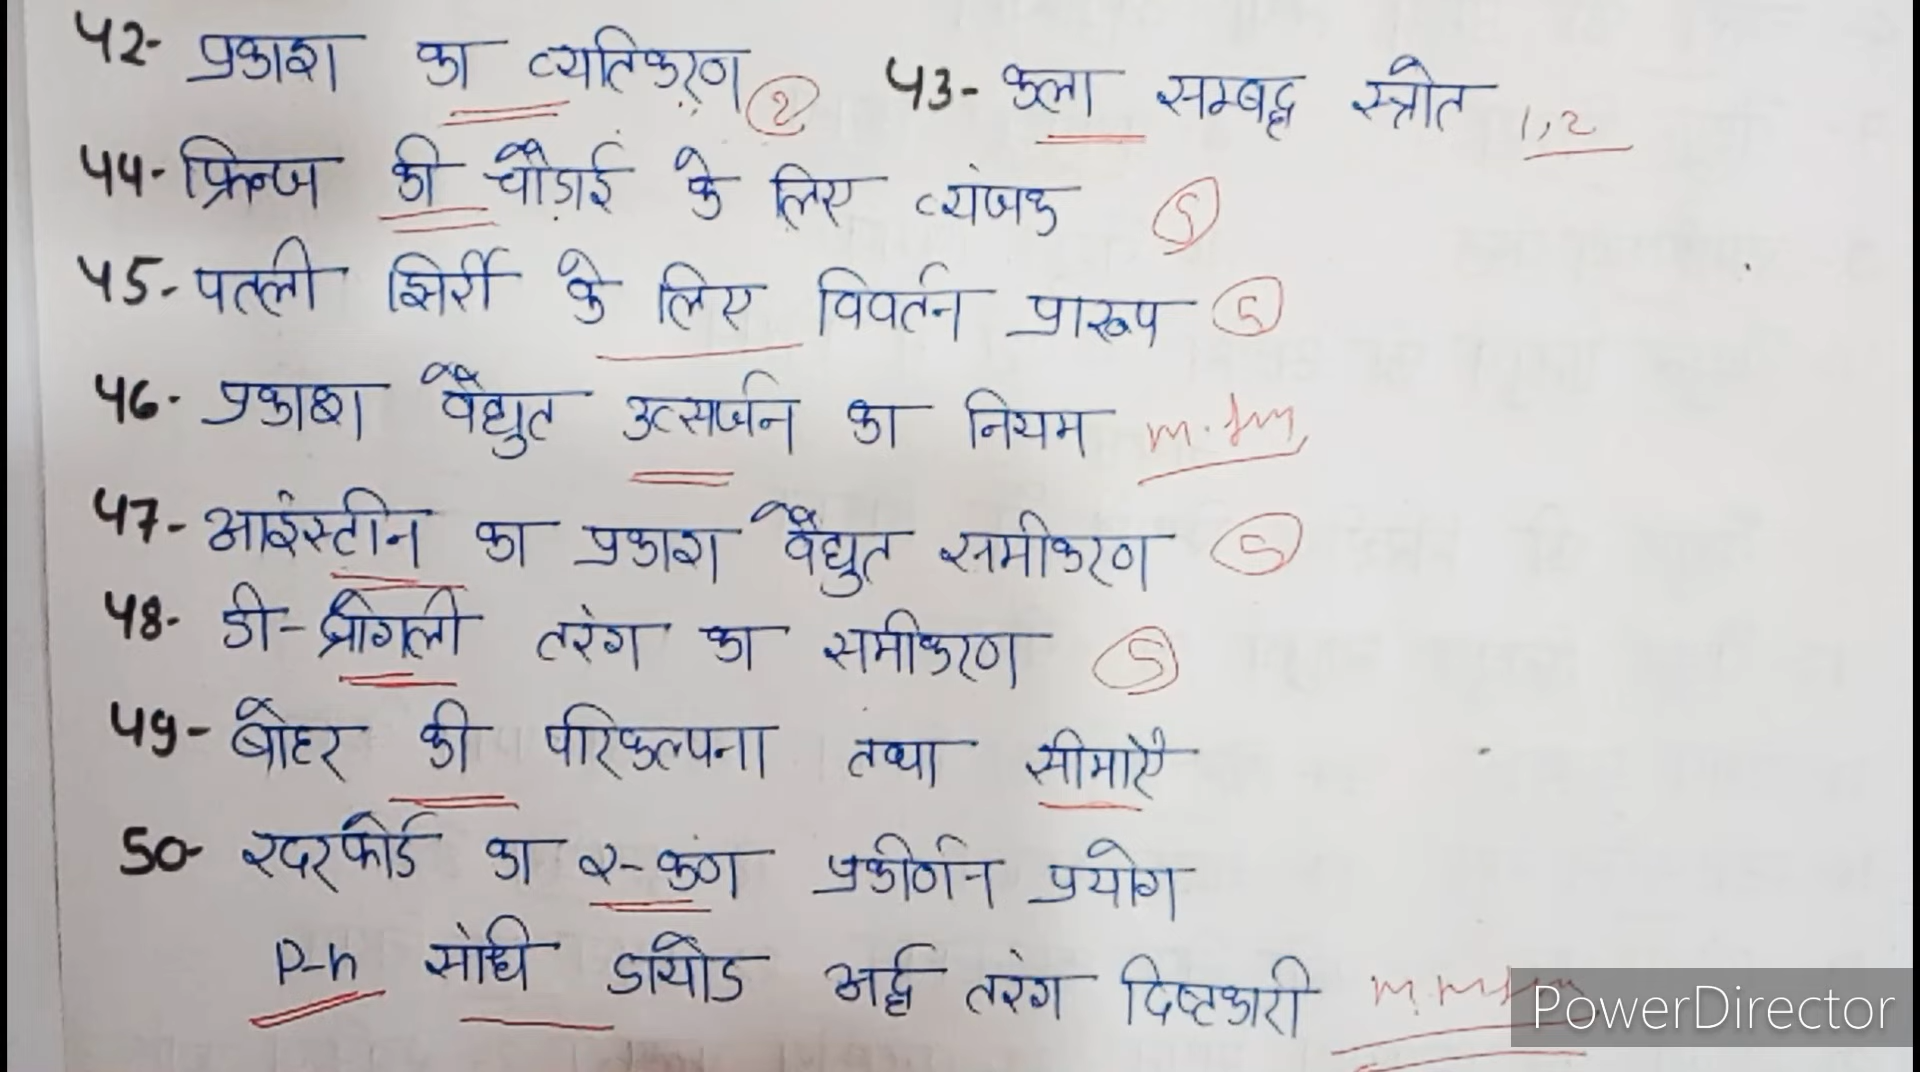 42- प्रकाश का व्यतिकरण (2) 43- कला सम्बद्ध स्त्रोत 1,2
44- फ्रिन्ज की चौड़ाई के लिए व्यंजक (5)
45- पतली झिर्री के लिए विवर्तन प्रारूप (5)
46- प्रकाश वैद्युत उत्सर्जन का नियम
47- आइंस्टीन का प्रकाश वैद्युत समीकरण (5)
48- डी-ब्रोगली तरंग का समीकरण (5)
49- बोहर की परिकल्पना तथा सीमाऐं
50- रदरफोर्ड का α-कण प्रकीर्णन प्रयोग
P-n संधि डायोड अर्द्ध तरंग दिष्टकारी
PowerDirector